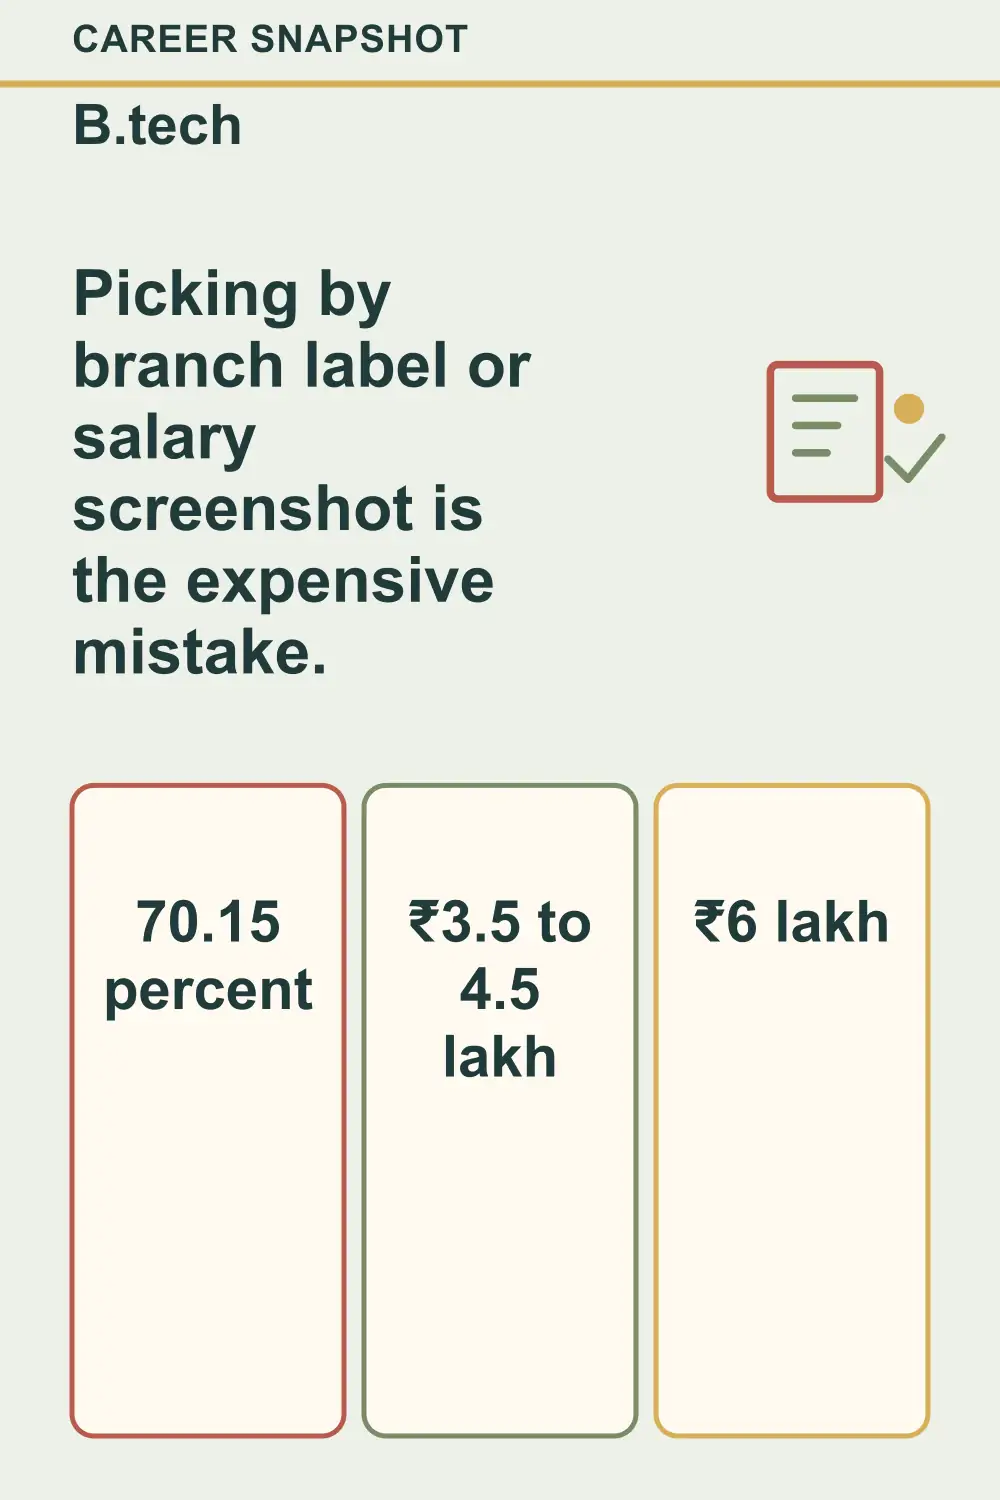 CAREER SNAPSHOT
B.tech
Picking by
branch label or
salary
screenshot is
the expensive
mistake.
70.15
percent
₹3.5 to
4.5
lakh
₹6 lakh